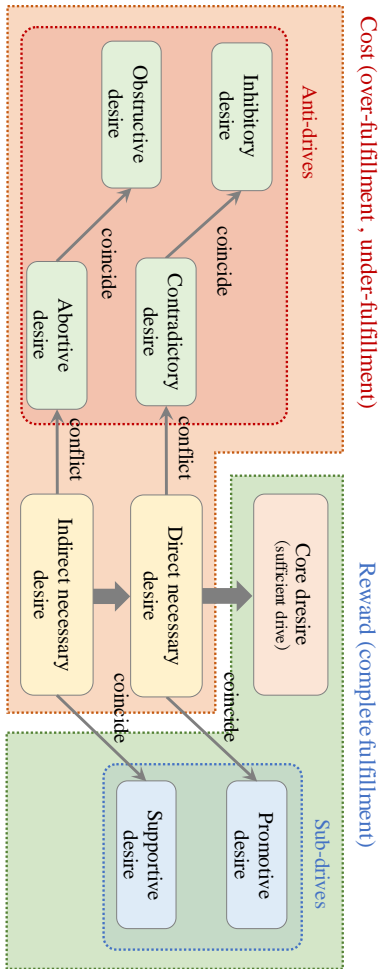 Cost (over-fulfillment , under-fulfillment)
Reward (complete fulfillment)
Anti-drives
Sub-drives
Inhibitory
desire
coincide
Contradictory
desire
conflict
Direct necessary
desire
Core dresire
(sufficient drive)
coincide
Promotive
desire
Obstructive
desire
coincide
Abortive
desire
conflict
Indirect necessary
desire
coincide
Supportive
desire